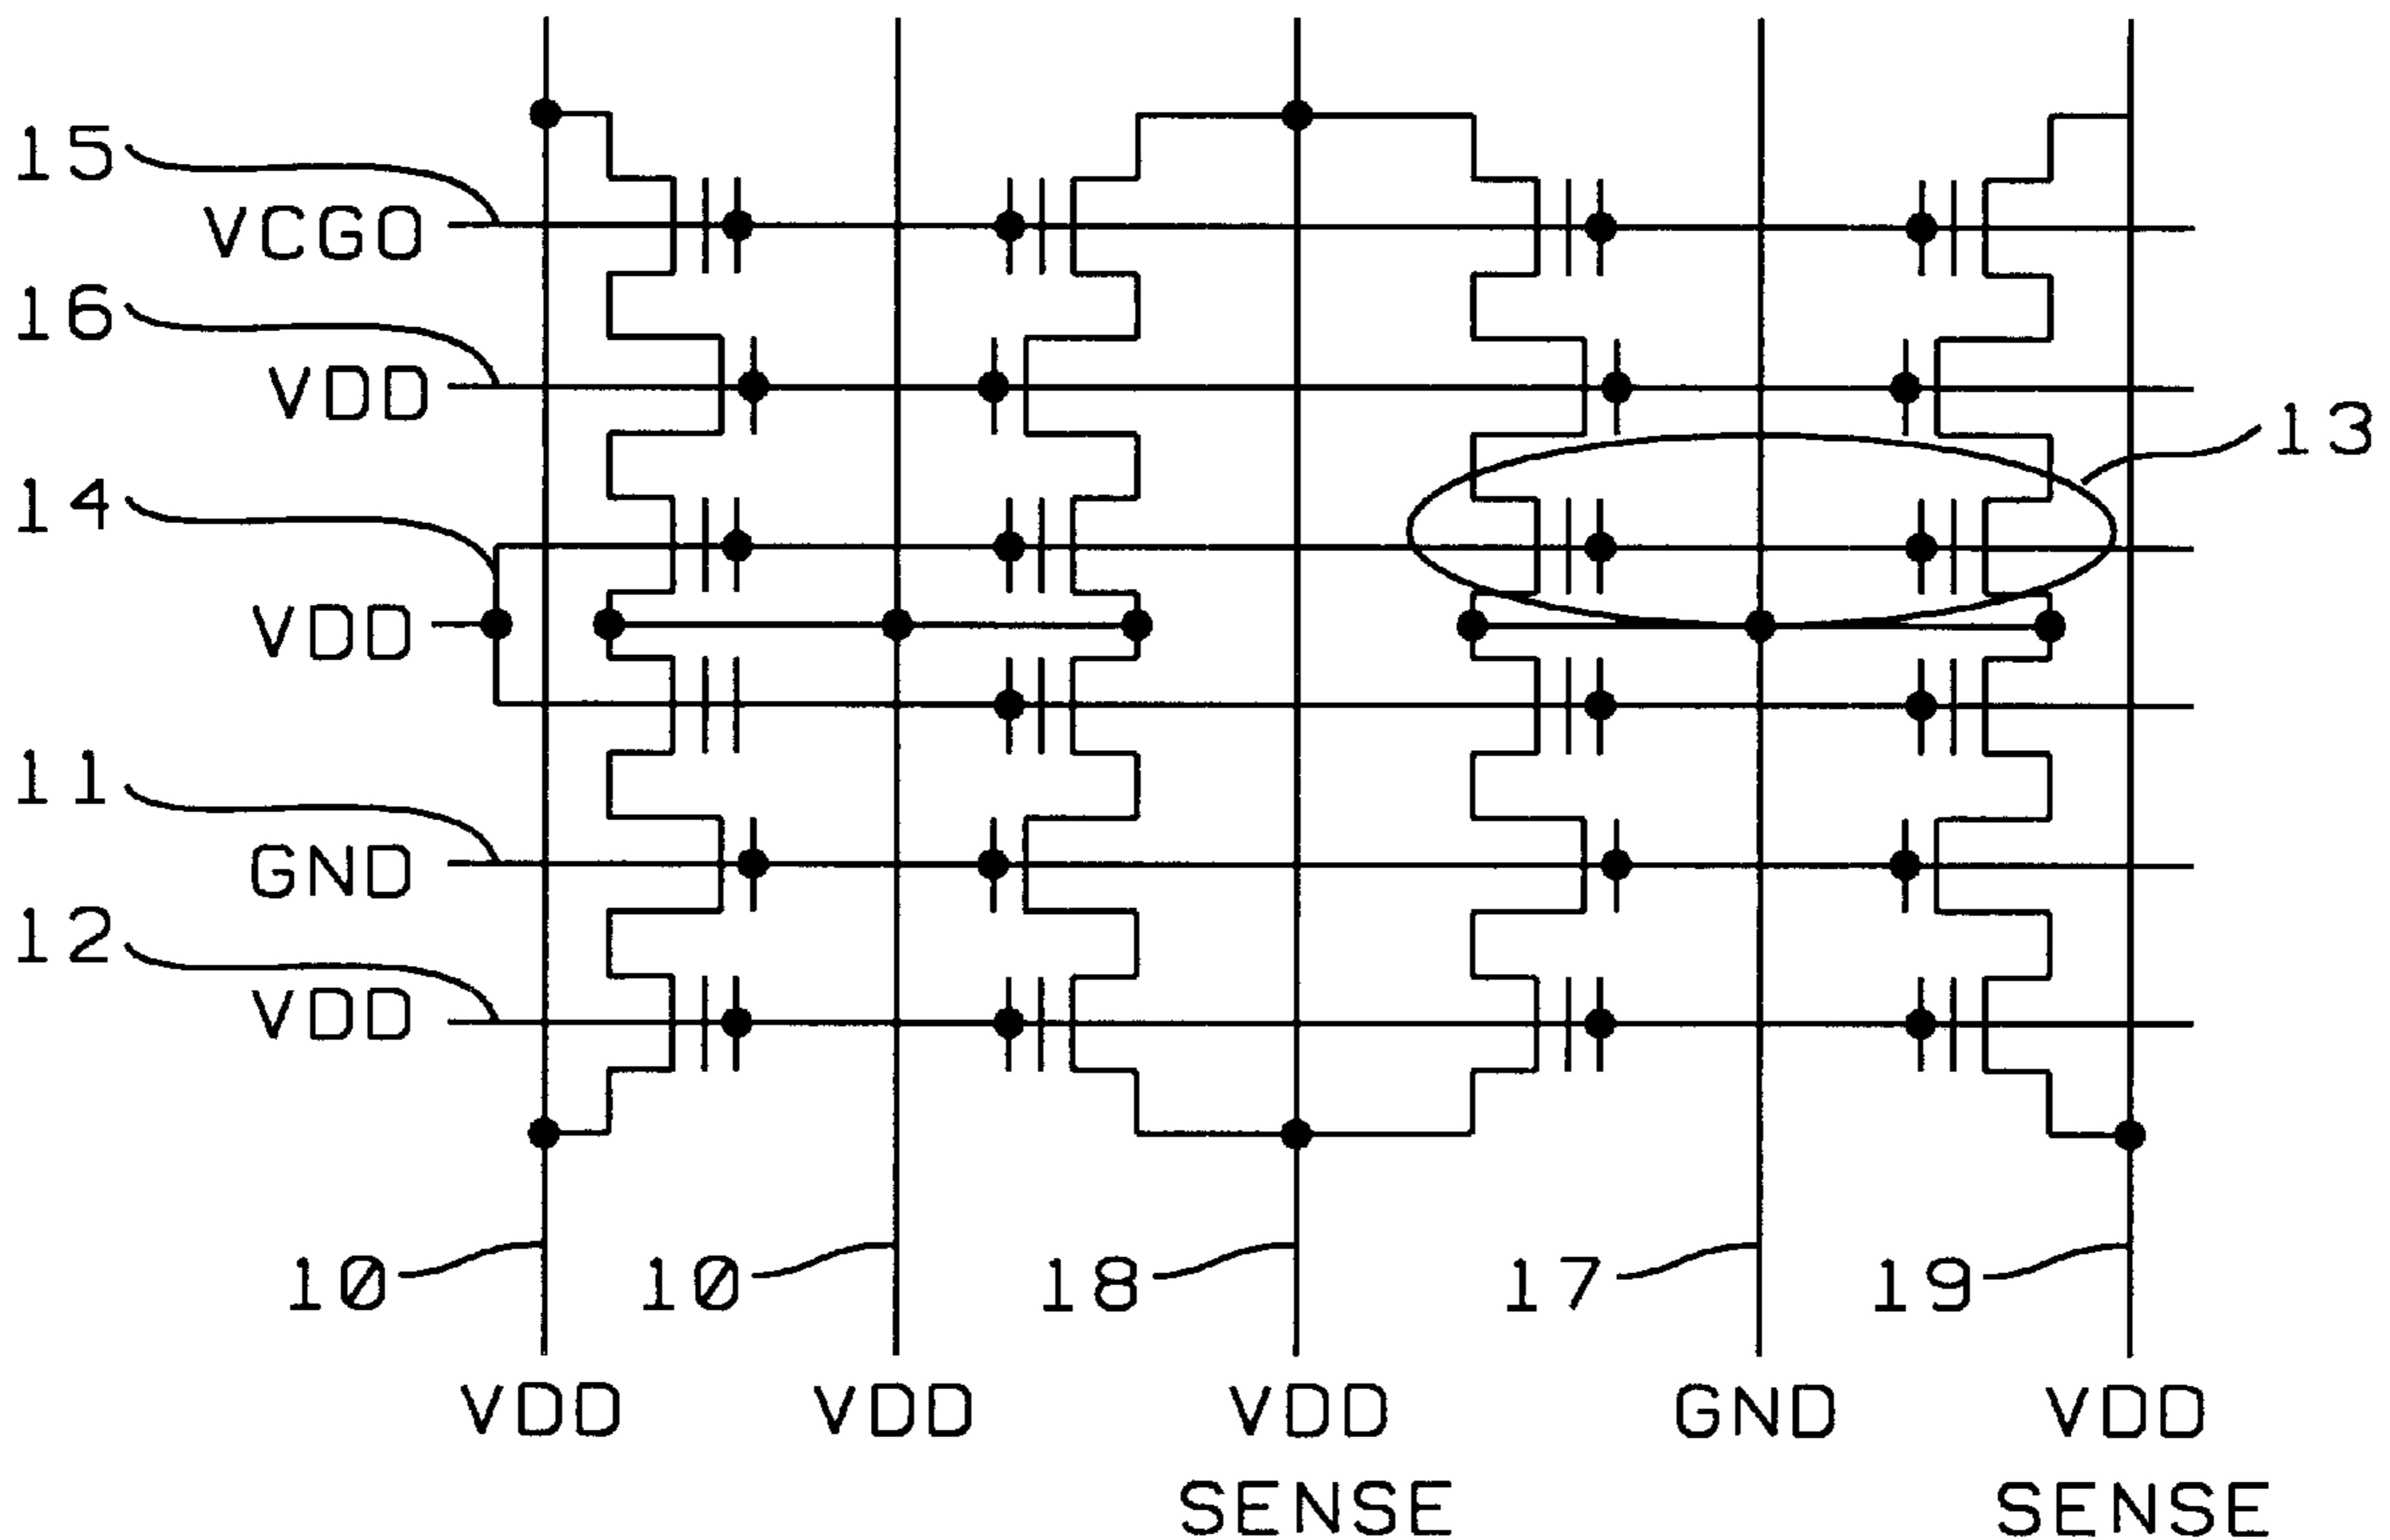 15
VCGO
16
VDD
13
14
VDD
11
GND
12
VDD
10 10 18 17 19
VDD VDD VDD GND VDD
SENSE SENSE